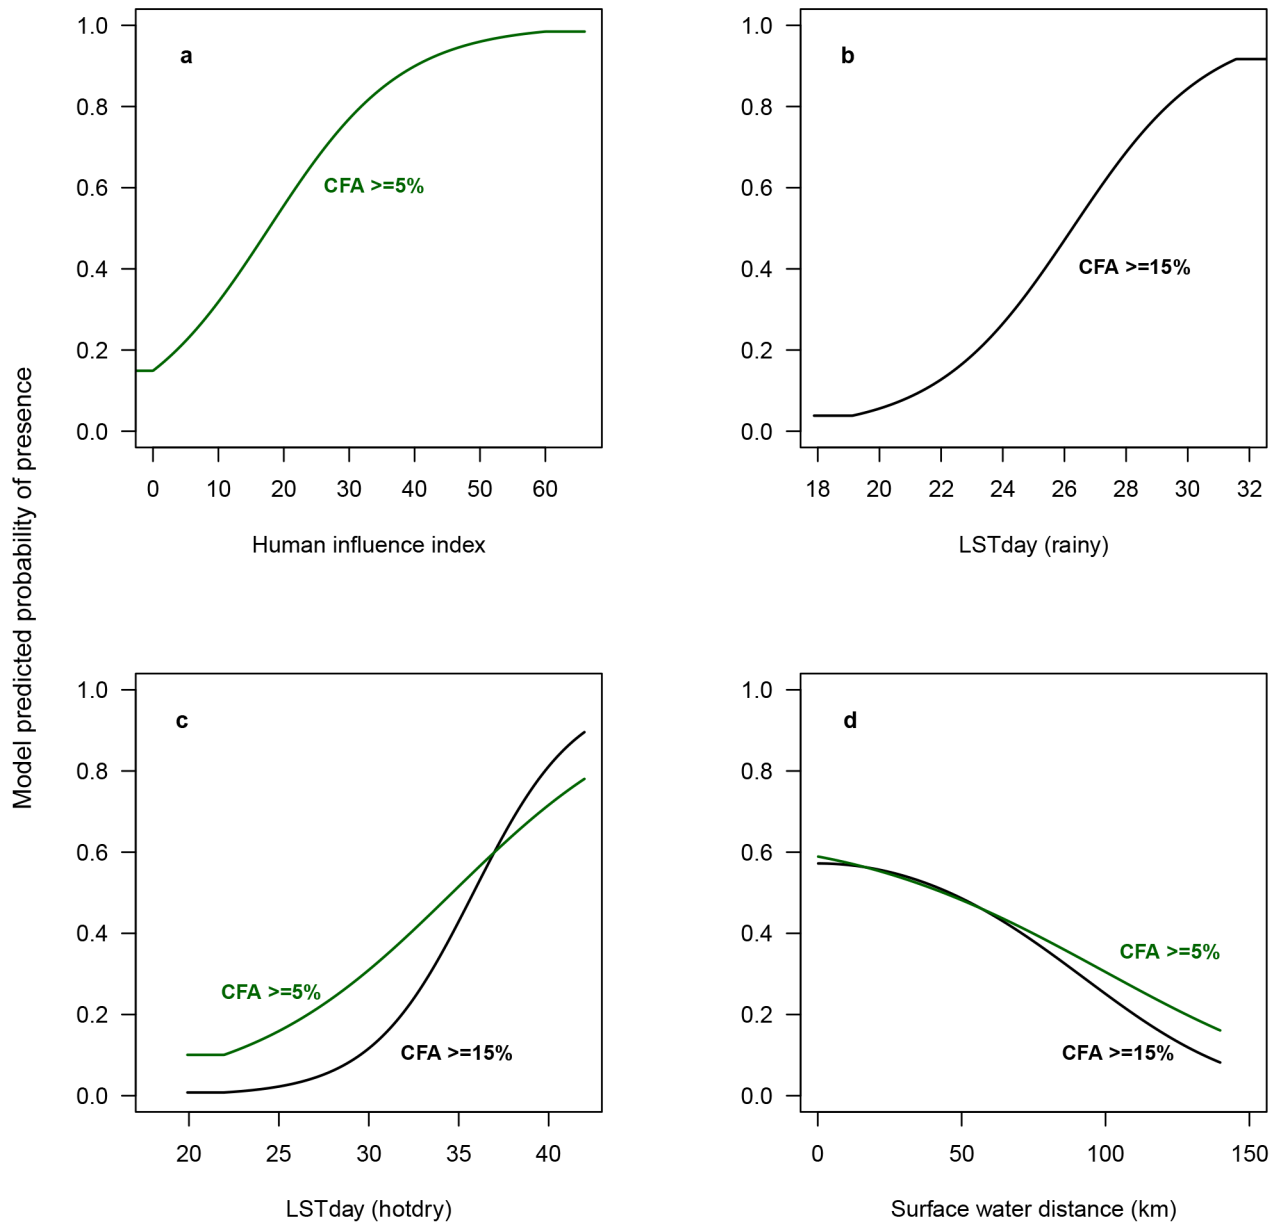 Model predicted probability of presence
a
1.0
0.8
0.6
0.4
0.2
0.0
CFA >=5%
0 10 20 30 40 50 60
Human influence index
b
1.0
0.8
0.6
0.4
0.2
0.0
CFA >=15%
18 20 22 24 26 28 30 32
LSTday (rainy)
c
1.0
0.8
0.6
0.4
0.2
0.0
CFA >=5%
CFA >=15%
20 25 30 35 40
LSTday (hotdry)
d
1.0
0.8
0.6
0.4
0.2
0.0
CFA >=5%
CFA >=15%
0 50 100 150
Surface water distance (km)